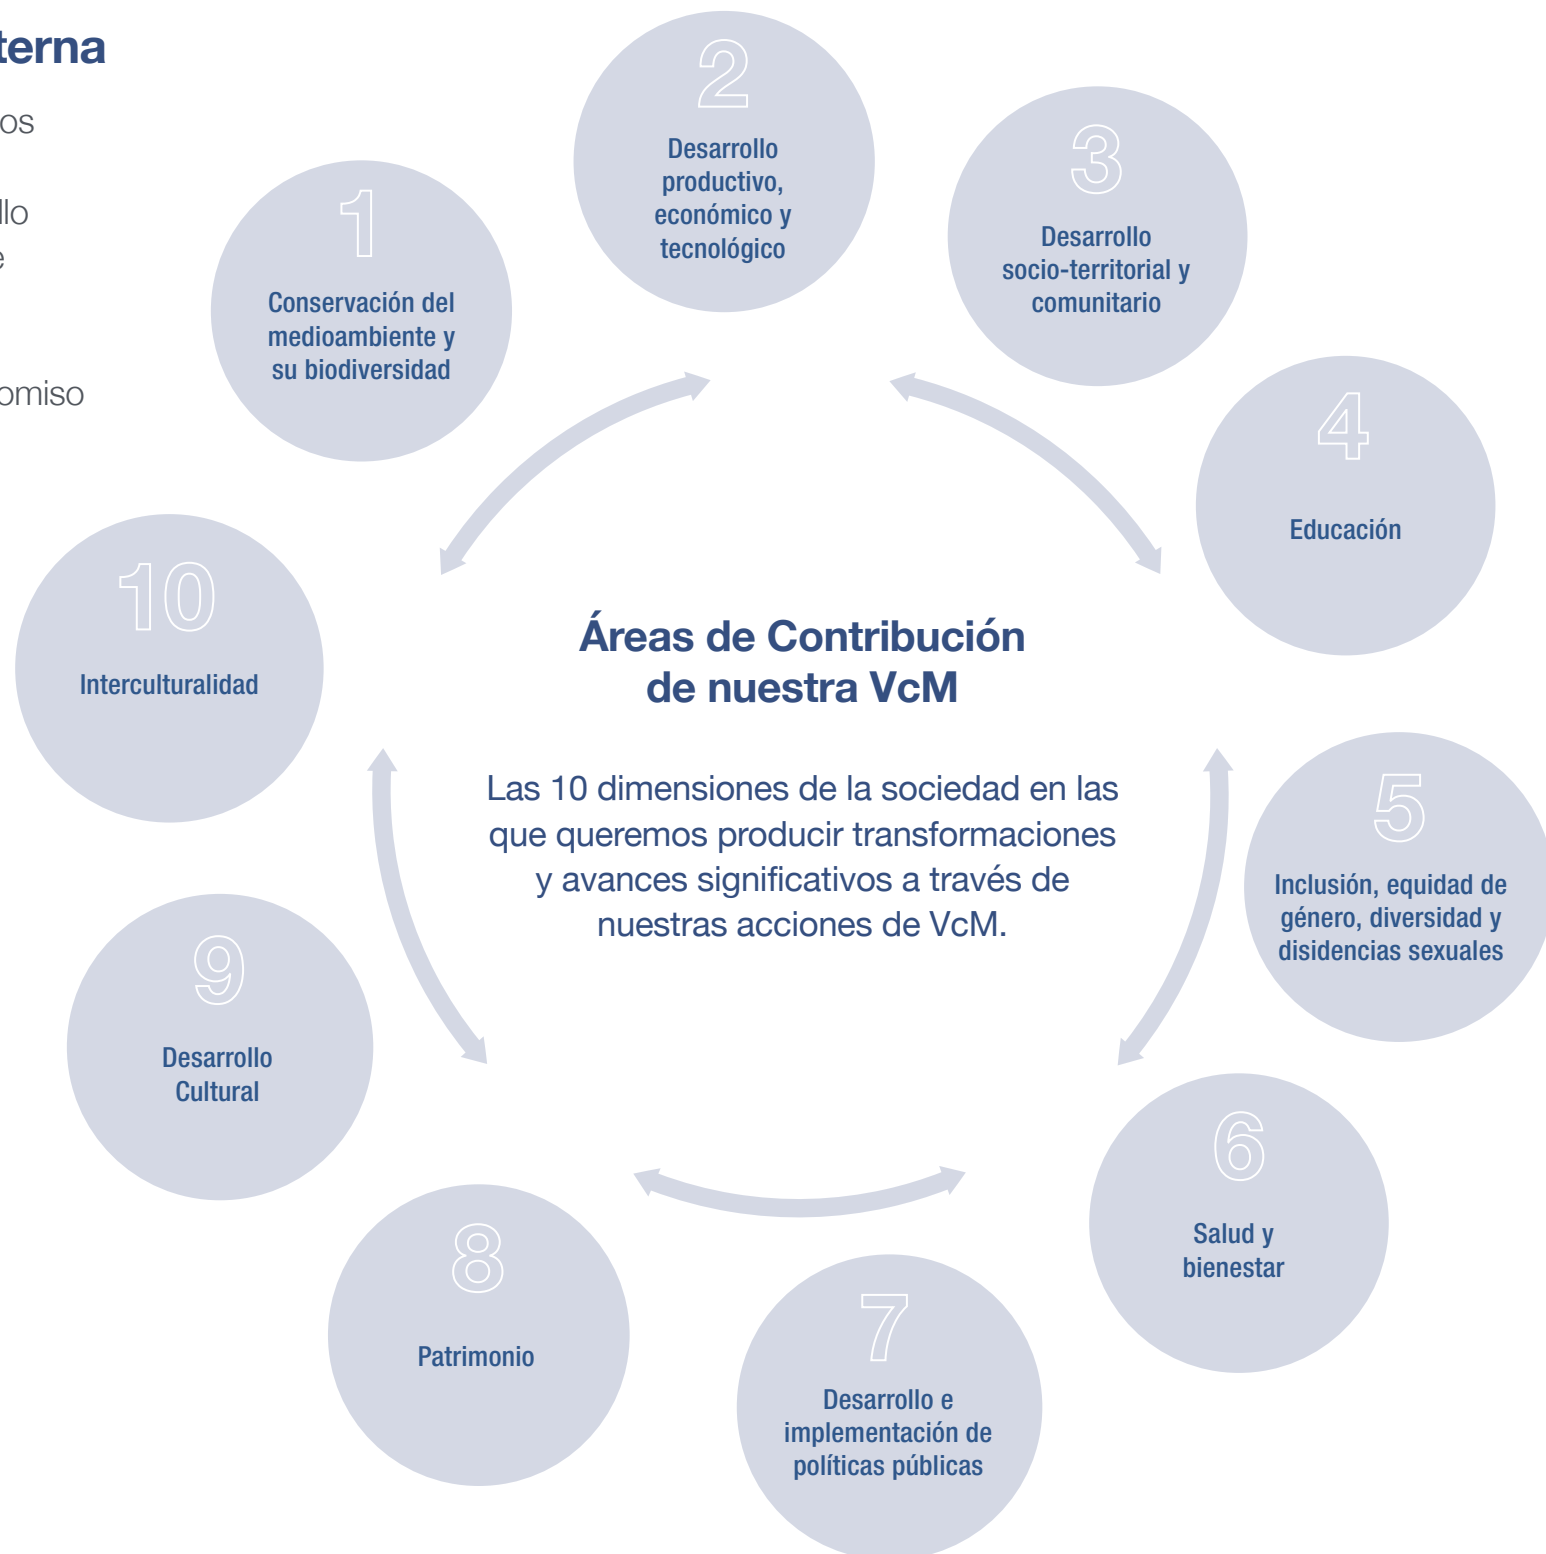 terna
os
llo
e
omiso
1
Conservación del
medioambiente y
su biodiversidad
2
Desarrollo
productivo,
económico y
tecnológico
3
Desarrollo
socio-territorial y
comunitario
4
Educación
5
Inclusión, equidad de
género, diversidad y
disidencias sexuales
6
Salud y
bienestar
7
Desarrollo e
implementación de
políticas públicas
8
Patrimonio
9
Desarrollo
Cultural
10
Interculturalidad
Áreas de Contribución
de nuestra VcM
Las 10 dimensiones de la sociedad en las
que queremos producir transformaciones
y avances significativos a través de
nuestras acciones de VcM.